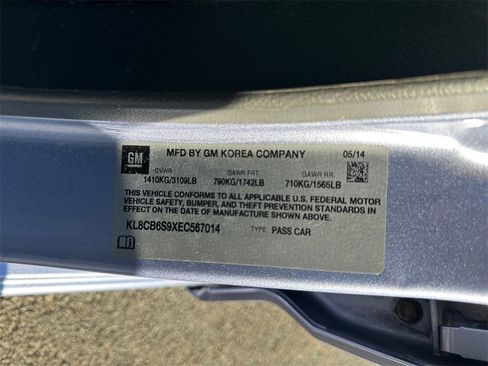 GM MFD BY GM KOREA COMPANY 05/14
GVWR GAWR FRT. GAWR RR.
1410KG/3109LB 790KG/1742LB 710KG/1565LB
THIS VEHICLE CONFORMS TO ALL APPLICABLE U.S. FEDERAL MOTOR
VEHICLE SAFETY, BUMPER, AND THEFT PREVENTION STANDARDS IN
EFFECT ON THE DATE OF MANUFACTURE SHOWN ABOVE.
KL8CB6S9XEC567014 TYPE: PASS CAR